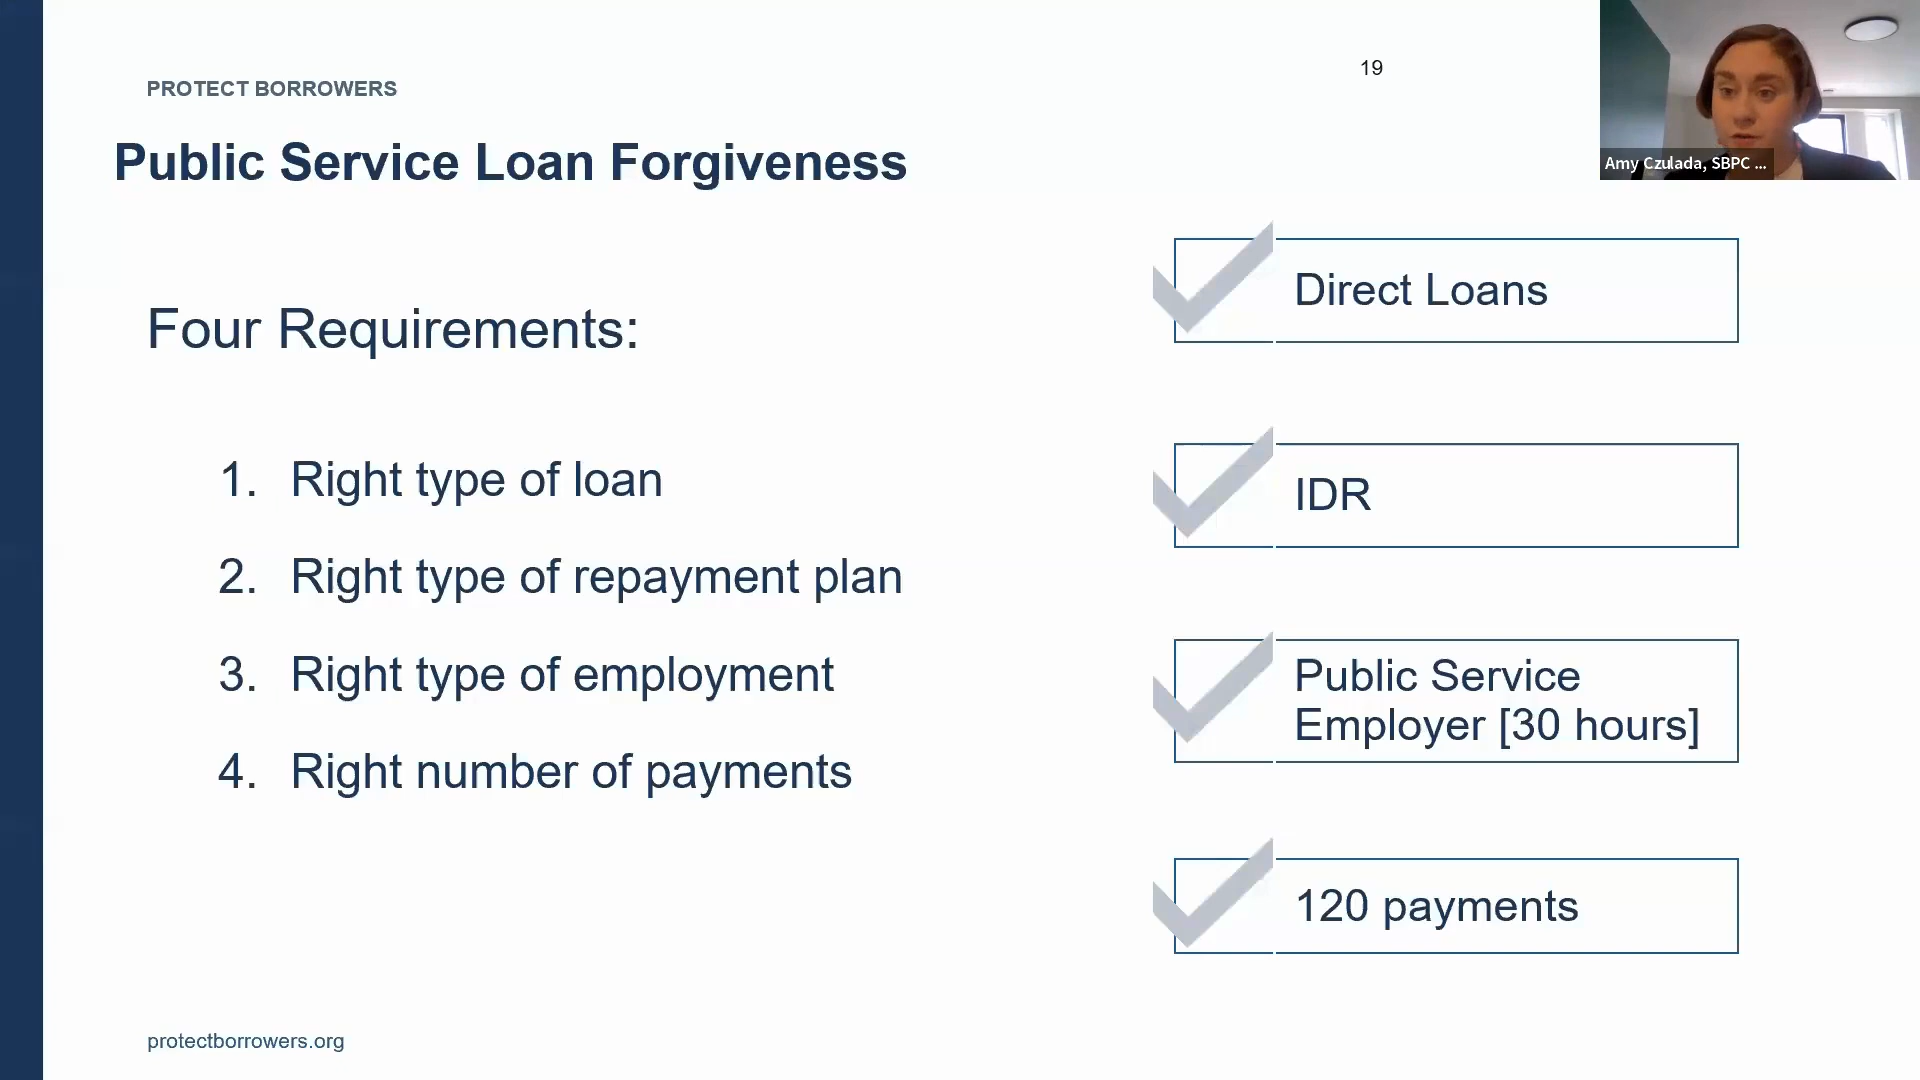 PROTECT BORROWERS
19
Amy Czulada, SBPC ...
Public Service Loan Forgiveness
Four Requirements:
1. Right type of loan
2. Right type of repayment plan
3. Right type of employment
4. Right number of payments
Direct Loans
IDR
Public Service
Employer [30 hours]
120 payments
protectborrowers.org